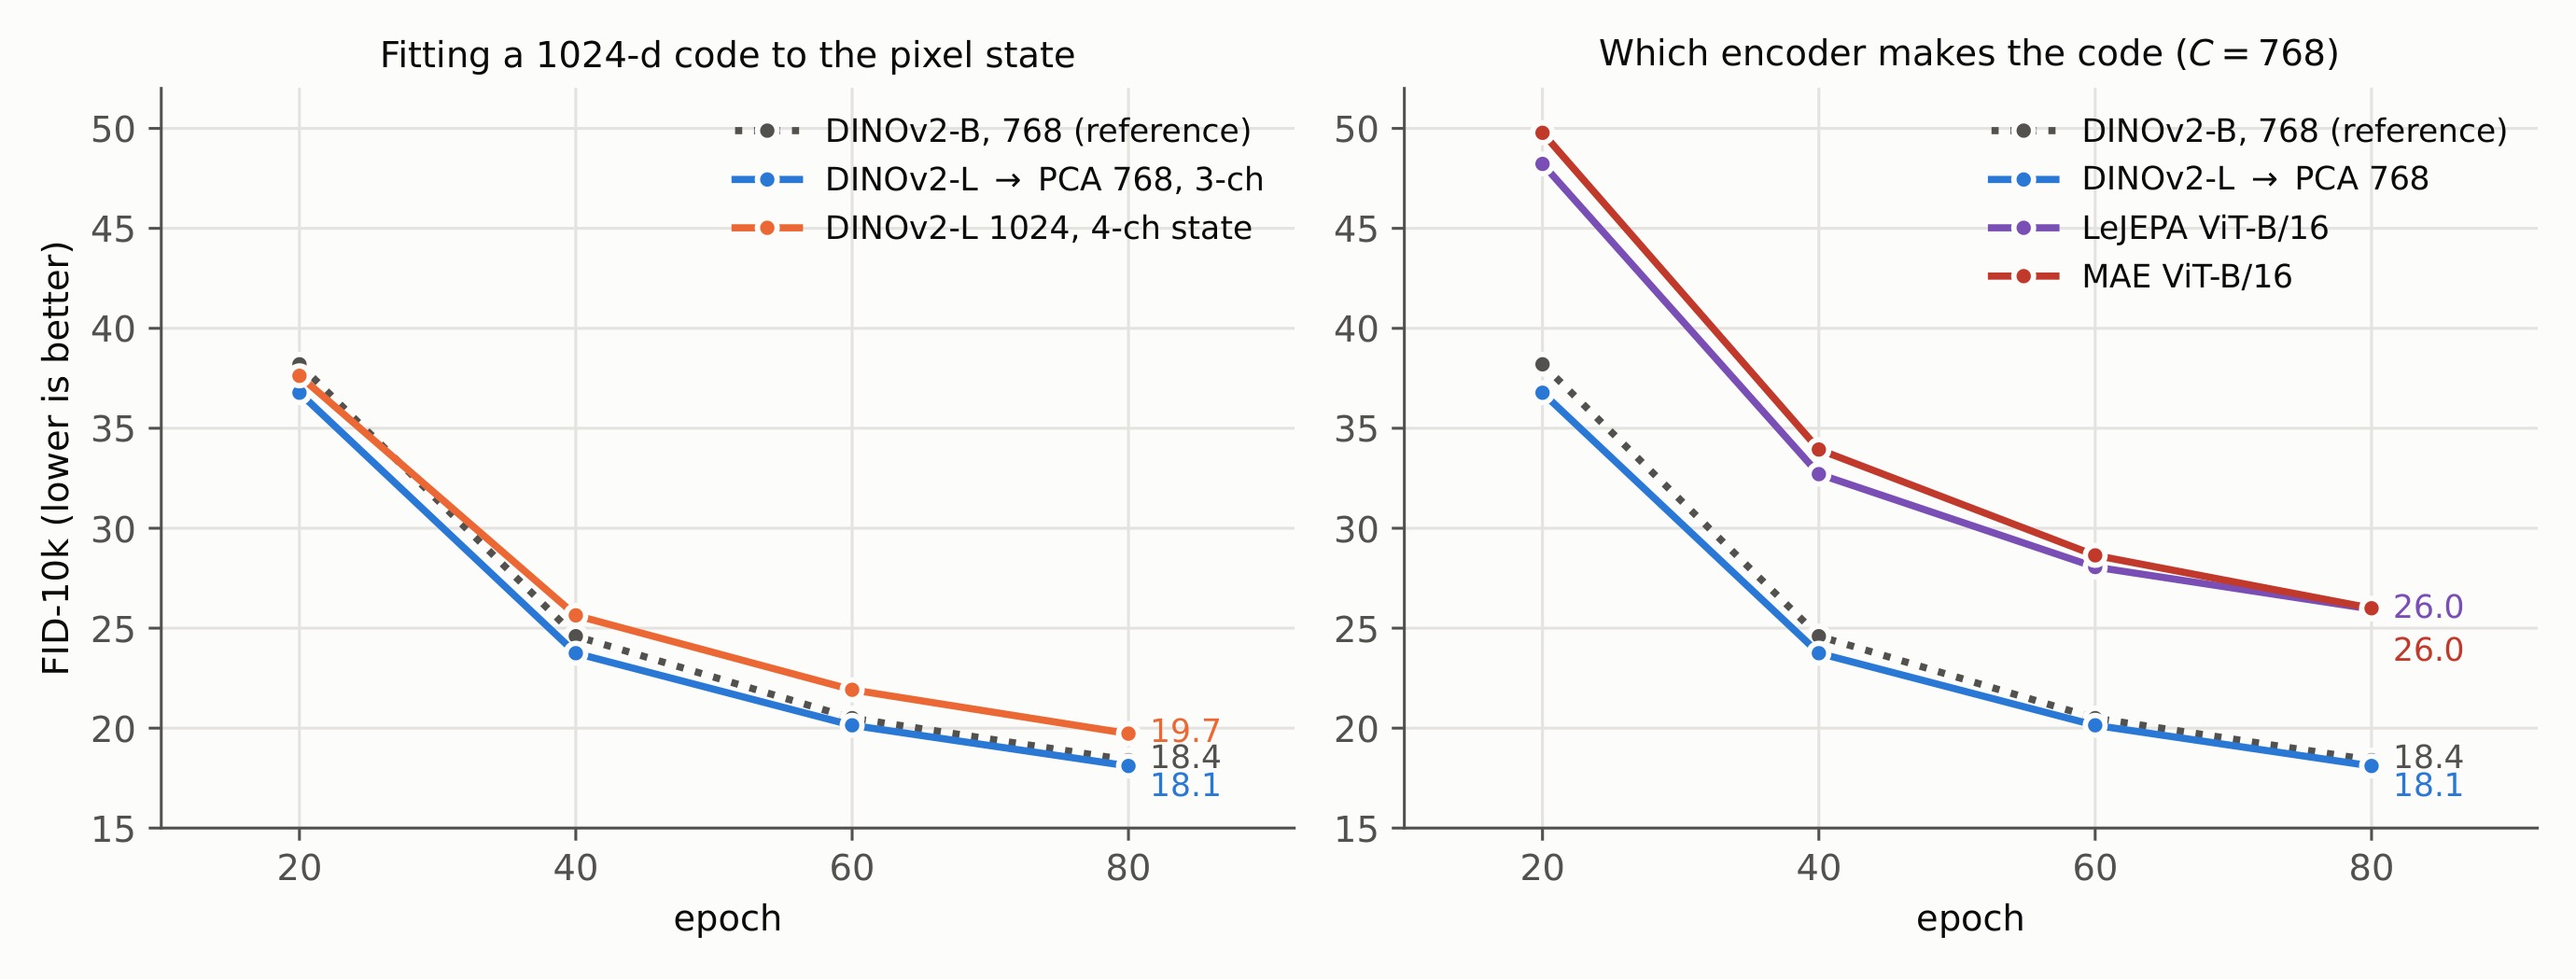 Fitting a 1024-d code to the pixel state
FID-10k (lower is better)
50
45
40
35
30
25
20
15
20
40
60
80
epoch
DINOv2-B, 768 (reference)
DINOv2-L → PCA 768, 3-ch
DINOv2-L 1024, 4-ch state
19.7
18.4
18.1
Which encoder makes the code (C = 768)
50
45
40
35
30
25
20
15
20
40
60
80
epoch
DINOv2-B, 768 (reference)
DINOv2-L → PCA 768
LeJEPA ViT-B/16
MAE ViT-B/16
26.0
26.0
18.4
18.1